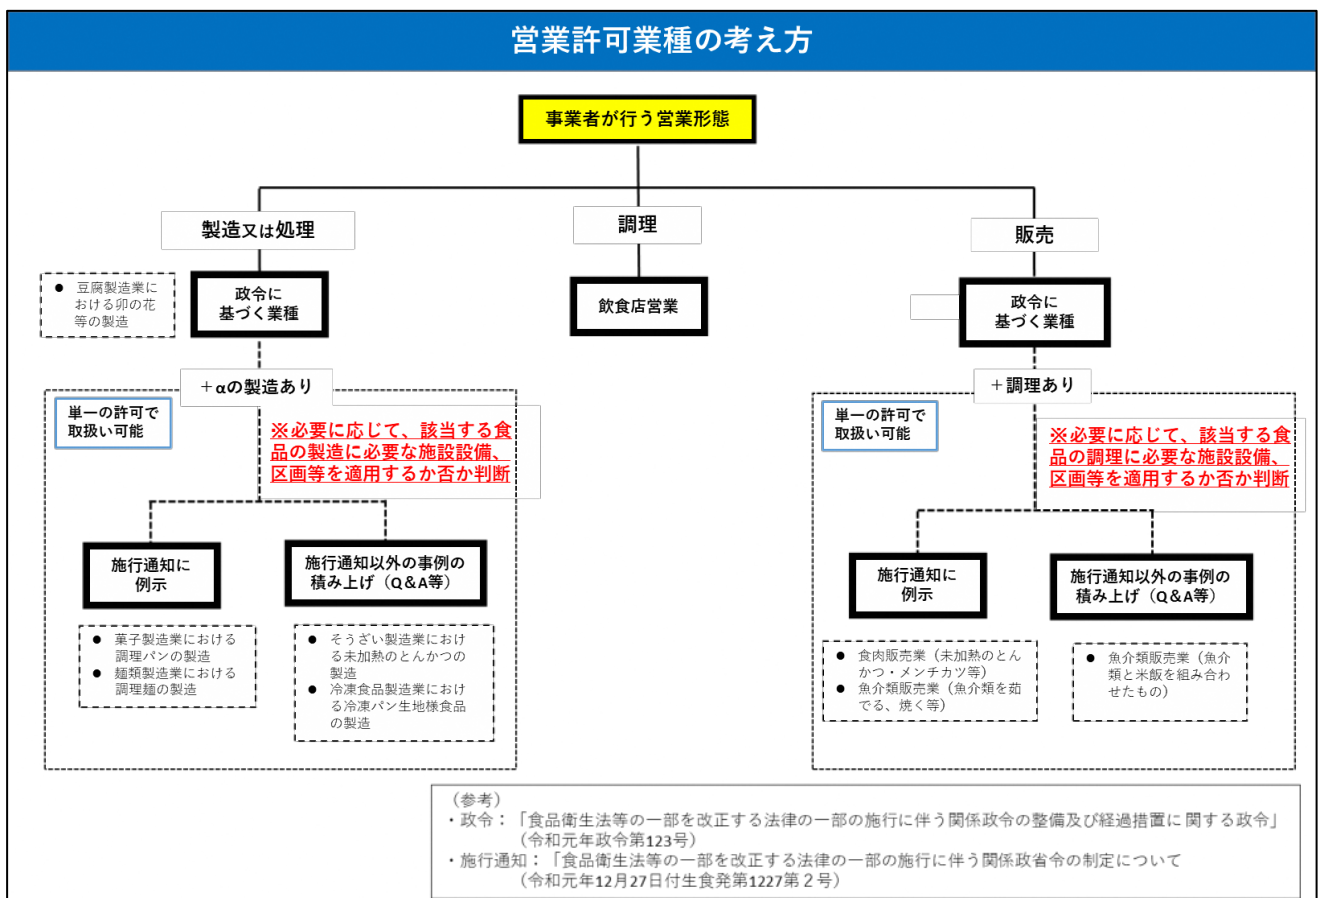 営業許可業種の考え方
事業者が行う営業形態
製造又は処理
調理
販売
● 豆腐製造業に
おける卯の花
等の製造
政令に
基づく業種
飲食店営業
政令に
基づく業種
+αの製造あり
単一の許可で
取扱い可能
※必要に応じて、該当する食
品の製造に必要な施設設備、
区画等を適用するか否か判断
施行通知に
例示
施行通知以外の事例の
積み上げ（Q&A等）
● 菓子製造業における
調理パンの製造
● 麺類製造業における
調理麺の製造
● そうざい製造業におけ
る未加熱のとんかつの
製造
● 冷凍食品製造業におけ
る冷凍パン生地様食品
の製造
+調理あり
単一の許可で
取扱い可能
※必要に応じて、該当する食
品の調理に必要な施設設備、
区画等を適用するか否か判断
施行通知に
例示
施行通知以外の事例の
積み上げ（Q&A等）
● 食肉販売業（未加熱のとん
かつ・メンチカツ等）
● 魚介類販売業（魚介類を茹
でる、焼く等）
● 魚介類販売業（魚介
類と米飯を組み合わ
せたもの）
（参考）
・政令：「食品衛生法等の一部を改正する法律の一部の施行に伴う関係政令の整備及び経過措置に関する政令」
（令和元年政令第123号）
・施行通知：「食品衛生法等の一部を改正する法律の一部の施行に伴う関係政省令の制定について
（令和元年12月27日付生食発第1227第２号）